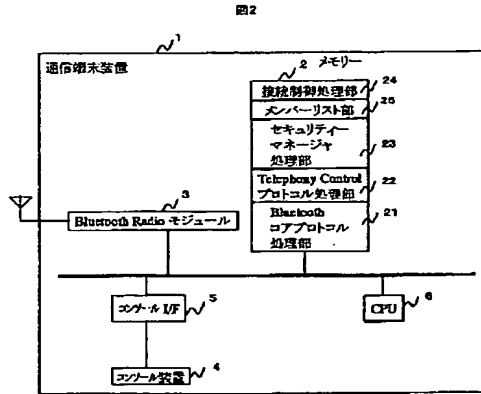 図2
1
通信端末装置
2
メモリー
接続制御処理部
24
メンバーリスト部
25
セキュリティー
マネージャ
処理部
23
Telephony Control
プロトコル処理部
22
Bluetooth
コアプロトコル
処理部
21
3
Bluetooth Radio モジュール
コンソール I/F
5
CPU
6
コンソール装置
4